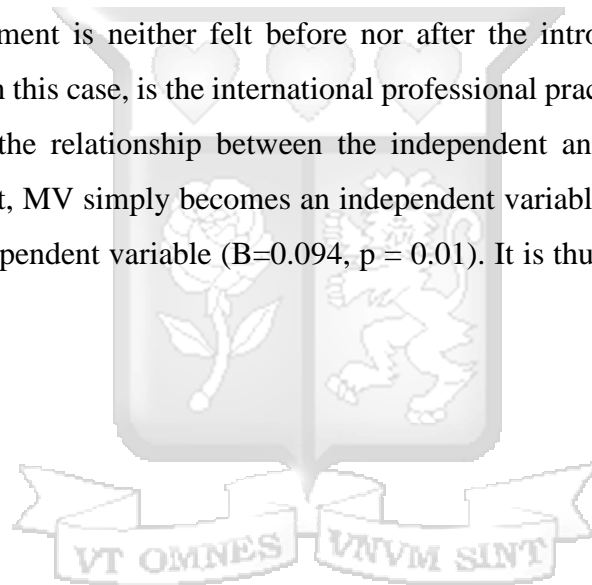 ment is neither felt before nor after the intro
n this case, is the international professional prac
the relationship between the independent an
t, MV simply becomes an independent variabl
pendent variable (B=0.094, p = 0.01). It is thu
VT OMNES VNVM SINT